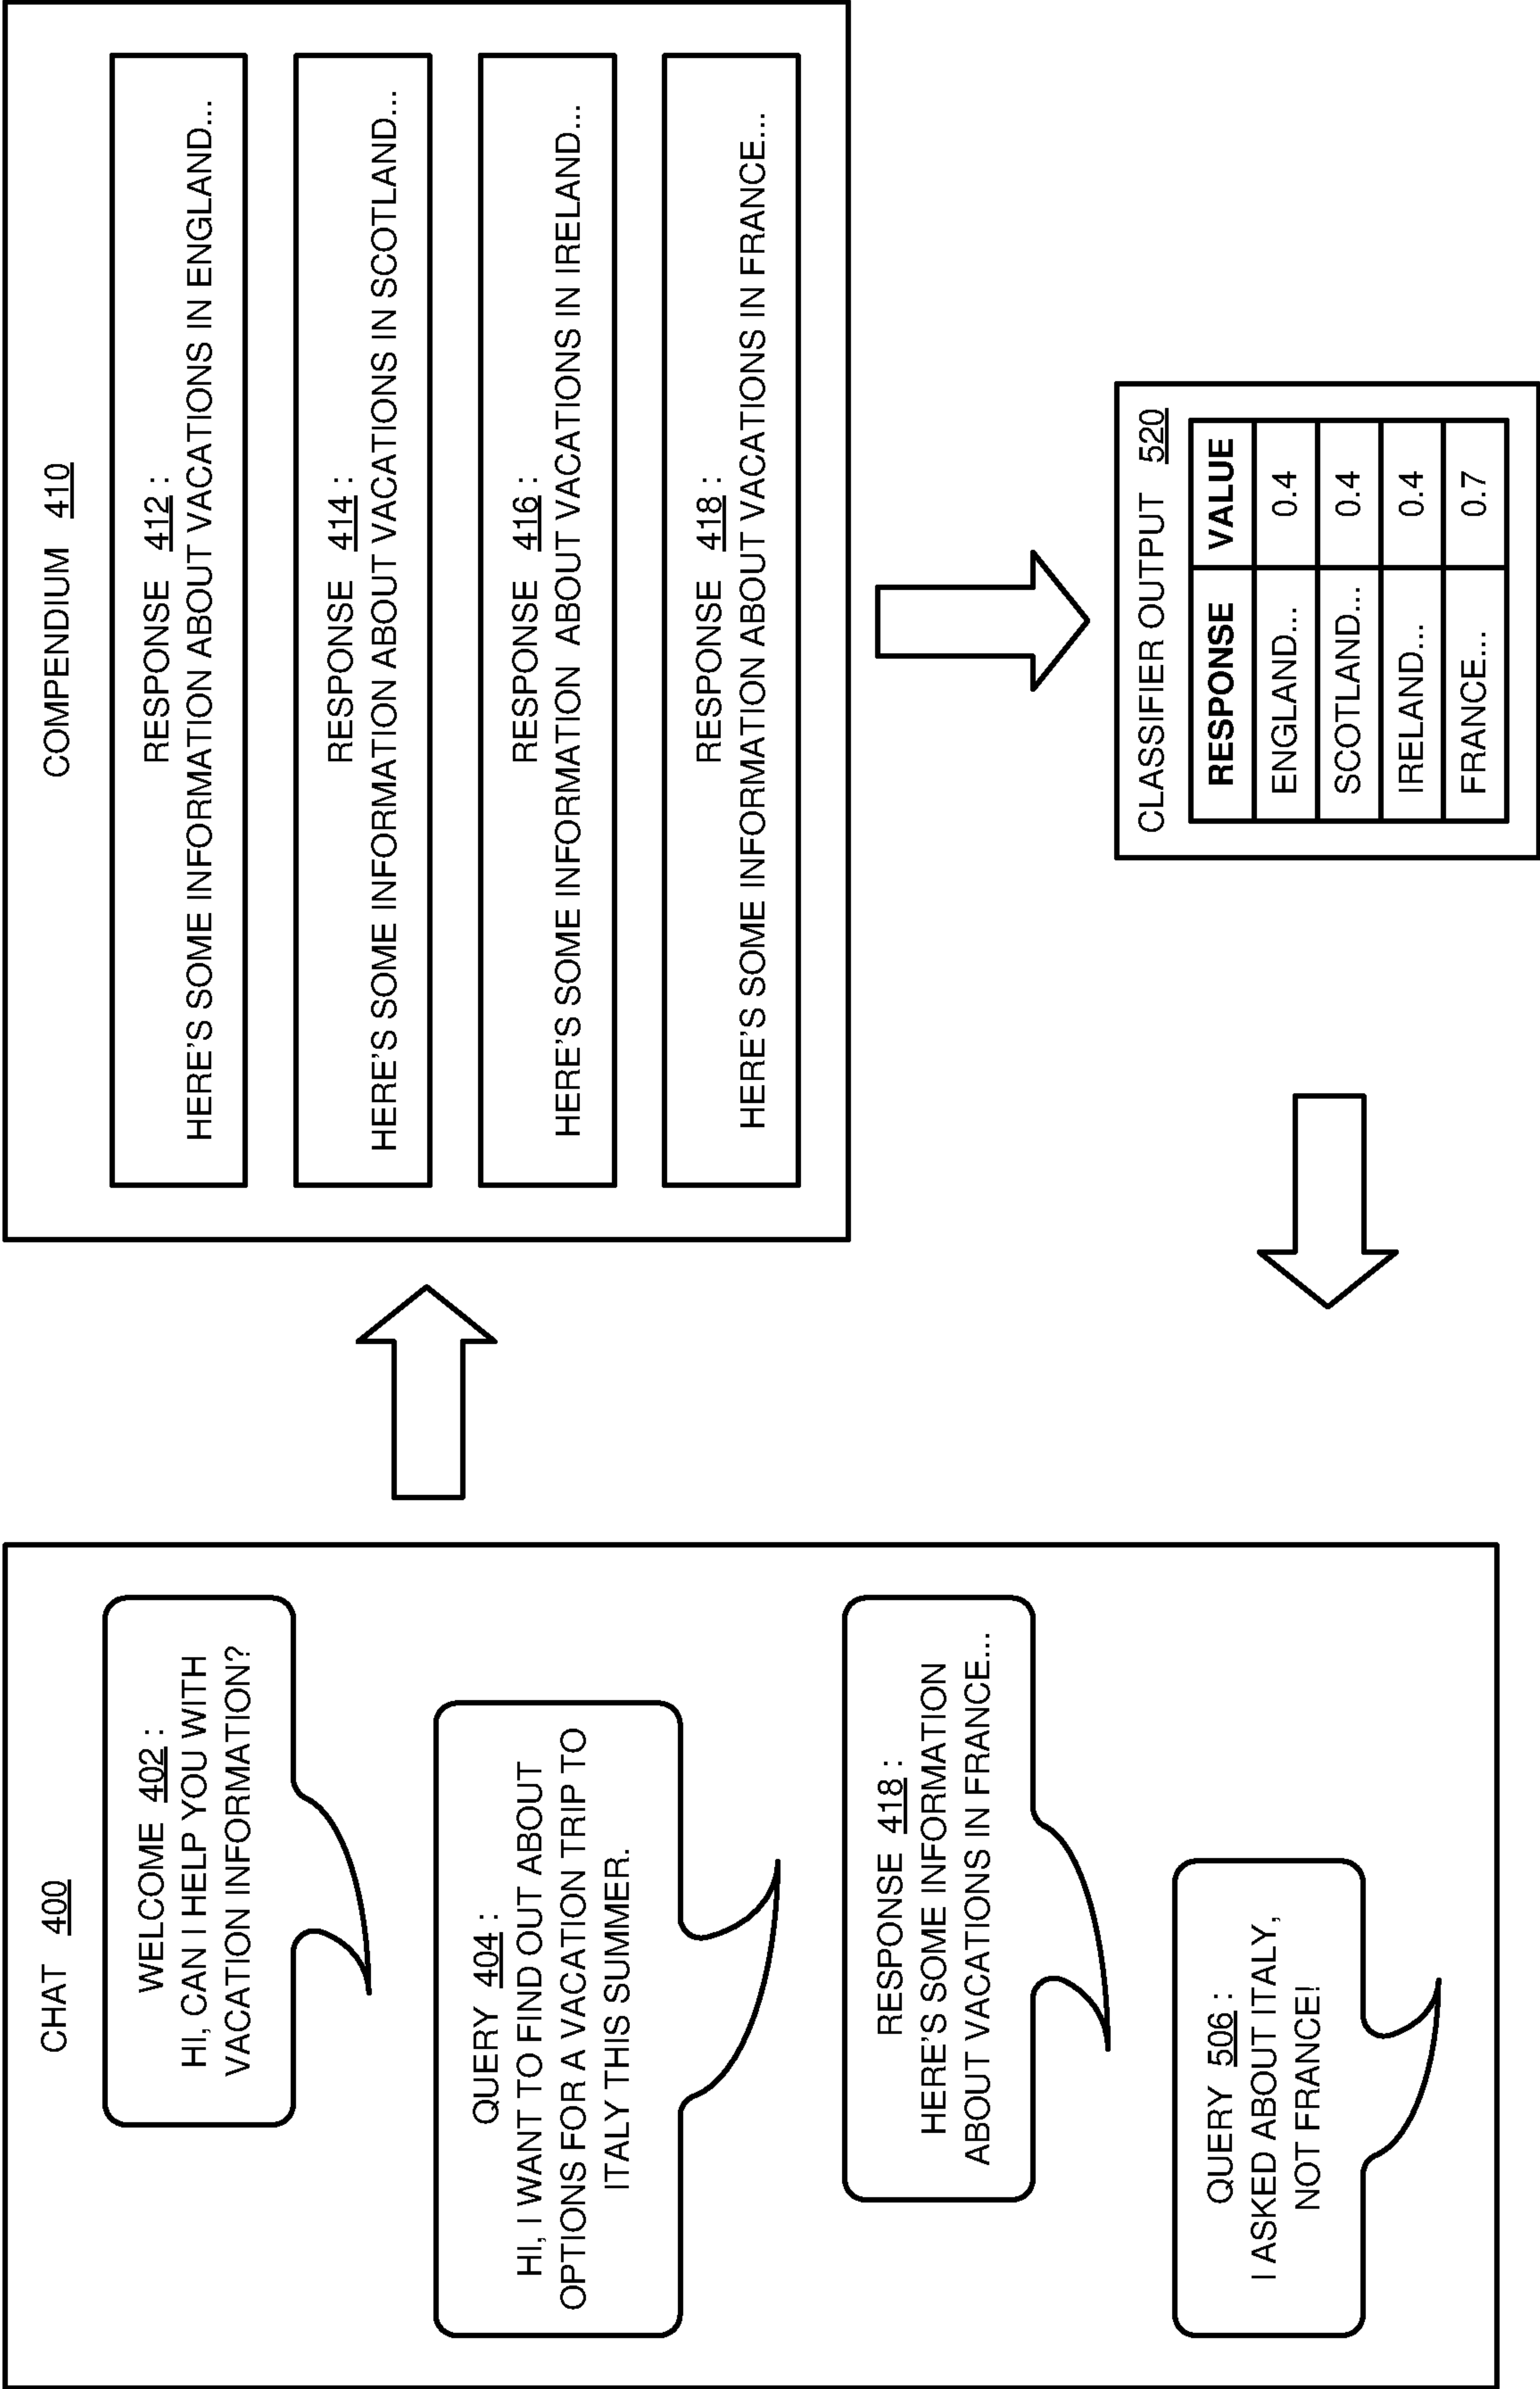 CHAT 400
WELCOME 402 :
HI, CAN I HELP YOU WITH
VACATION INFORMATION?
QUERY 404 :
HI, I WANT TO FIND OUT ABOUT
OPTIONS FOR A VACATION TRIP TO
ITALY THIS SUMMER.
RESPONSE 418 :
HERE'S SOME INFORMATION
ABOUT VACATIONS IN FRANCE...
QUERY 506 :
I ASKED ABOUT ITALY,
NOT FRANCE!
COMPENDIUM 410
RESPONSE 412 :
HERE'S SOME INFORMATION ABOUT VACATIONS IN ENGLAND...
RESPONSE 414 :
HERE'S SOME INFORMATION ABOUT VACATIONS IN SCOTLAND...
RESPONSE 416 :
HERE'S SOME INFORMATION ABOUT VACATIONS IN IRELAND...
RESPONSE 418 :
HERE'S SOME INFORMATION ABOUT VACATIONS IN FRANCE...
CLASSIFIER OUTPUT 520
RESPONSE VALUE
ENGLAND... 0.4
SCOTLAND... 0.4
IRELAND... 0.4
FRANCE... 0.7